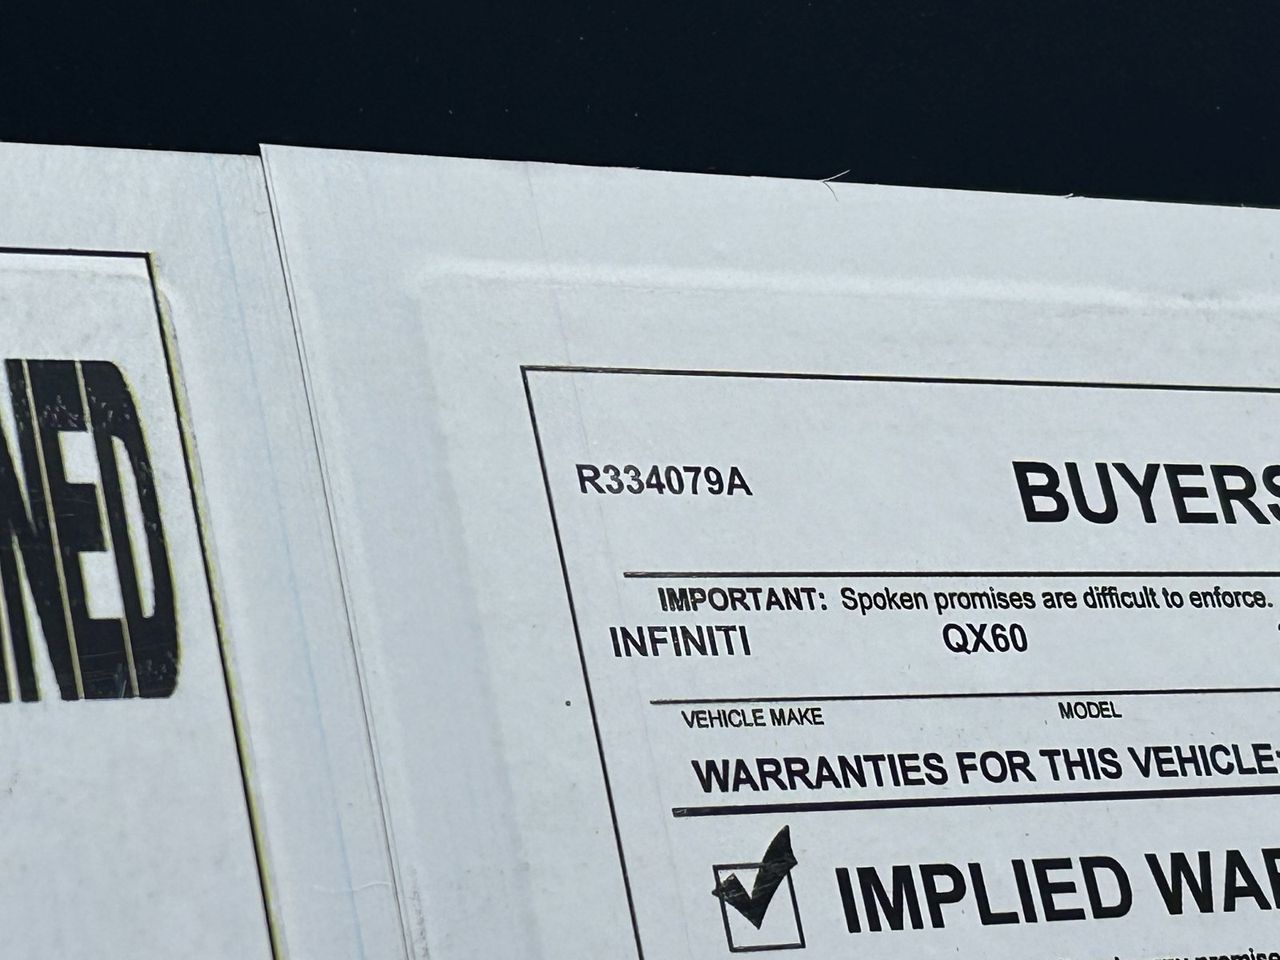 NED
R334079A
BUYERS
IMPORTANT: Spoken promises are difficult to enforce.
INFINITI QX60
VEHICLE MAKE MODEL
WARRANTIES FOR THIS VEHICLE:
IMPLIED WAR